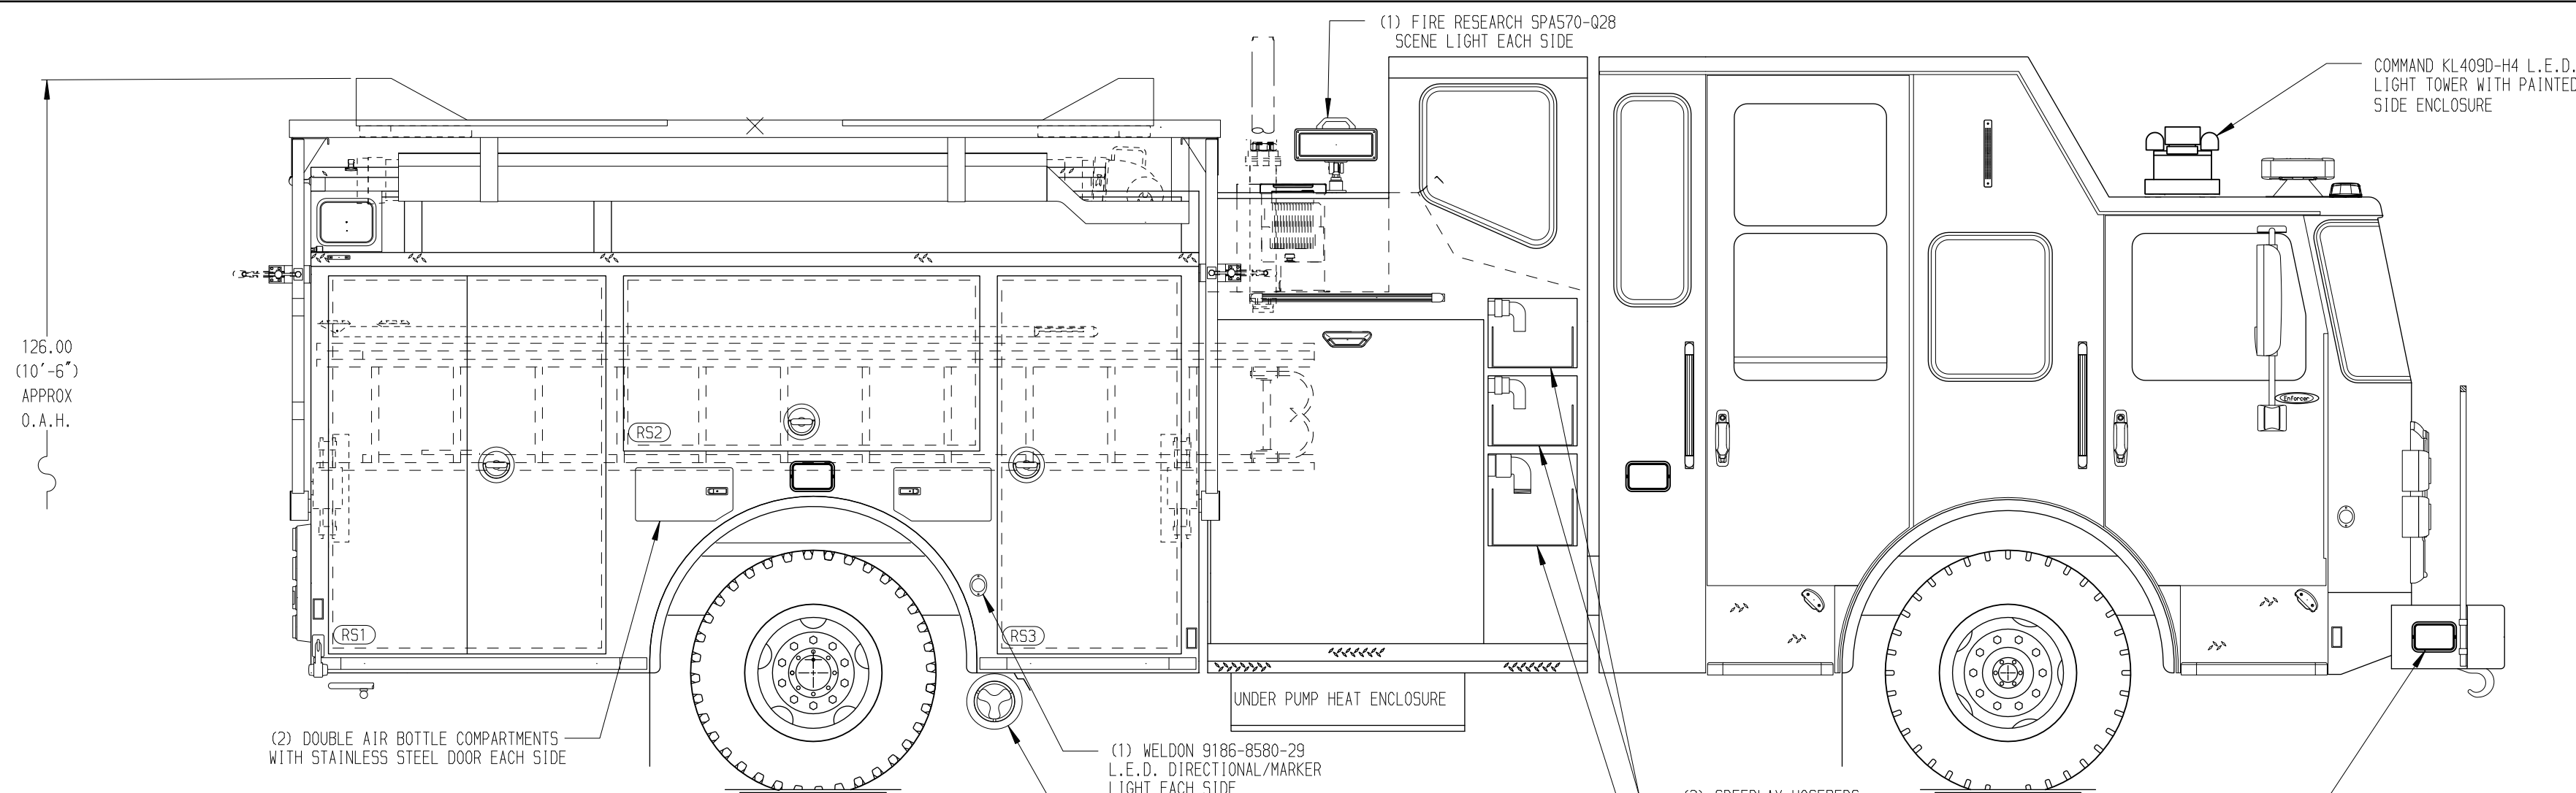 (1) FIRE RESEARCH SPA570-Q28
SCENE LIGHT EACH SIDE
COMMAND KL409D-H4 L.E.D.
LIGHT TOWER WITH PAINTED
SIDE ENCLOSURE
126.00
(10'-6")
APPROX
O.A.H.
Enforcer
RS2
RS1
RS3
UNDER PUMP HEAT ENCLOSURE
(2) DOUBLE AIR BOTTLE COMPARTMENTS
WITH STAINLESS STEEL DOOR EACH SIDE
(1) WELDON 9186-8580-29
L.E.D. DIRECTIONAL/MARKER
LIGHT EACH SIDE
SPEEDLAY HOSEBEDS